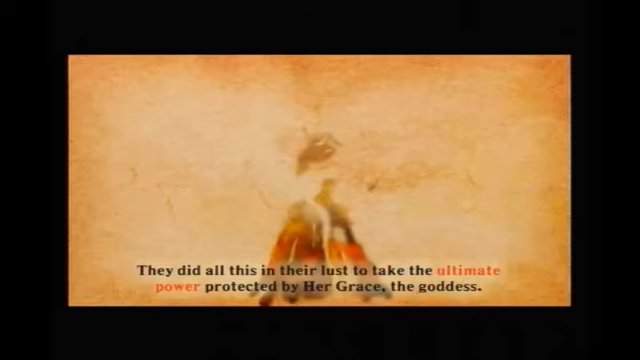 They did all this in their lust to take the ultimate
power protected by Her Grace, the goddess.